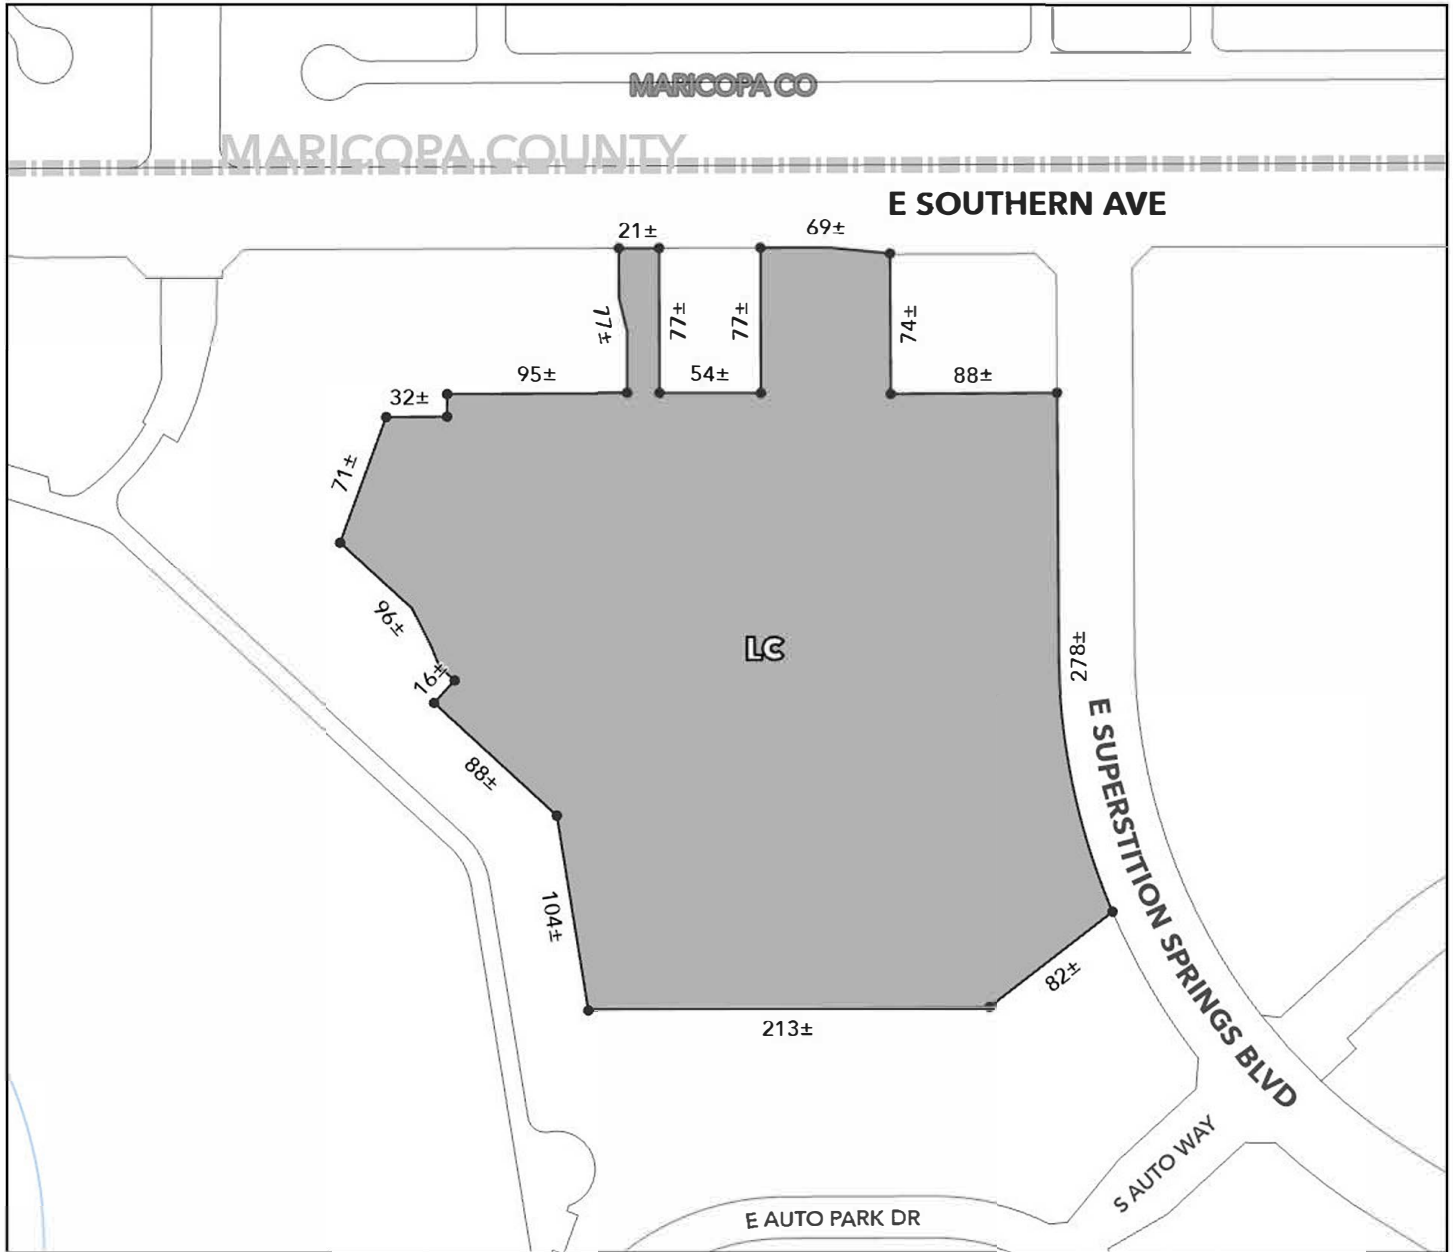 MARICOPA CO
MARICOPA COUNTY
E SOUTHERN AVE
21±
69±
77±
77±
77±
74±
95±
54±
88±
32±
71±
96±
16±
LC
278±
88±
E SUPERSTITION SPRINGS BLVD
104±
82±
213±
S AUTO WAY
E AUTO PARK DR